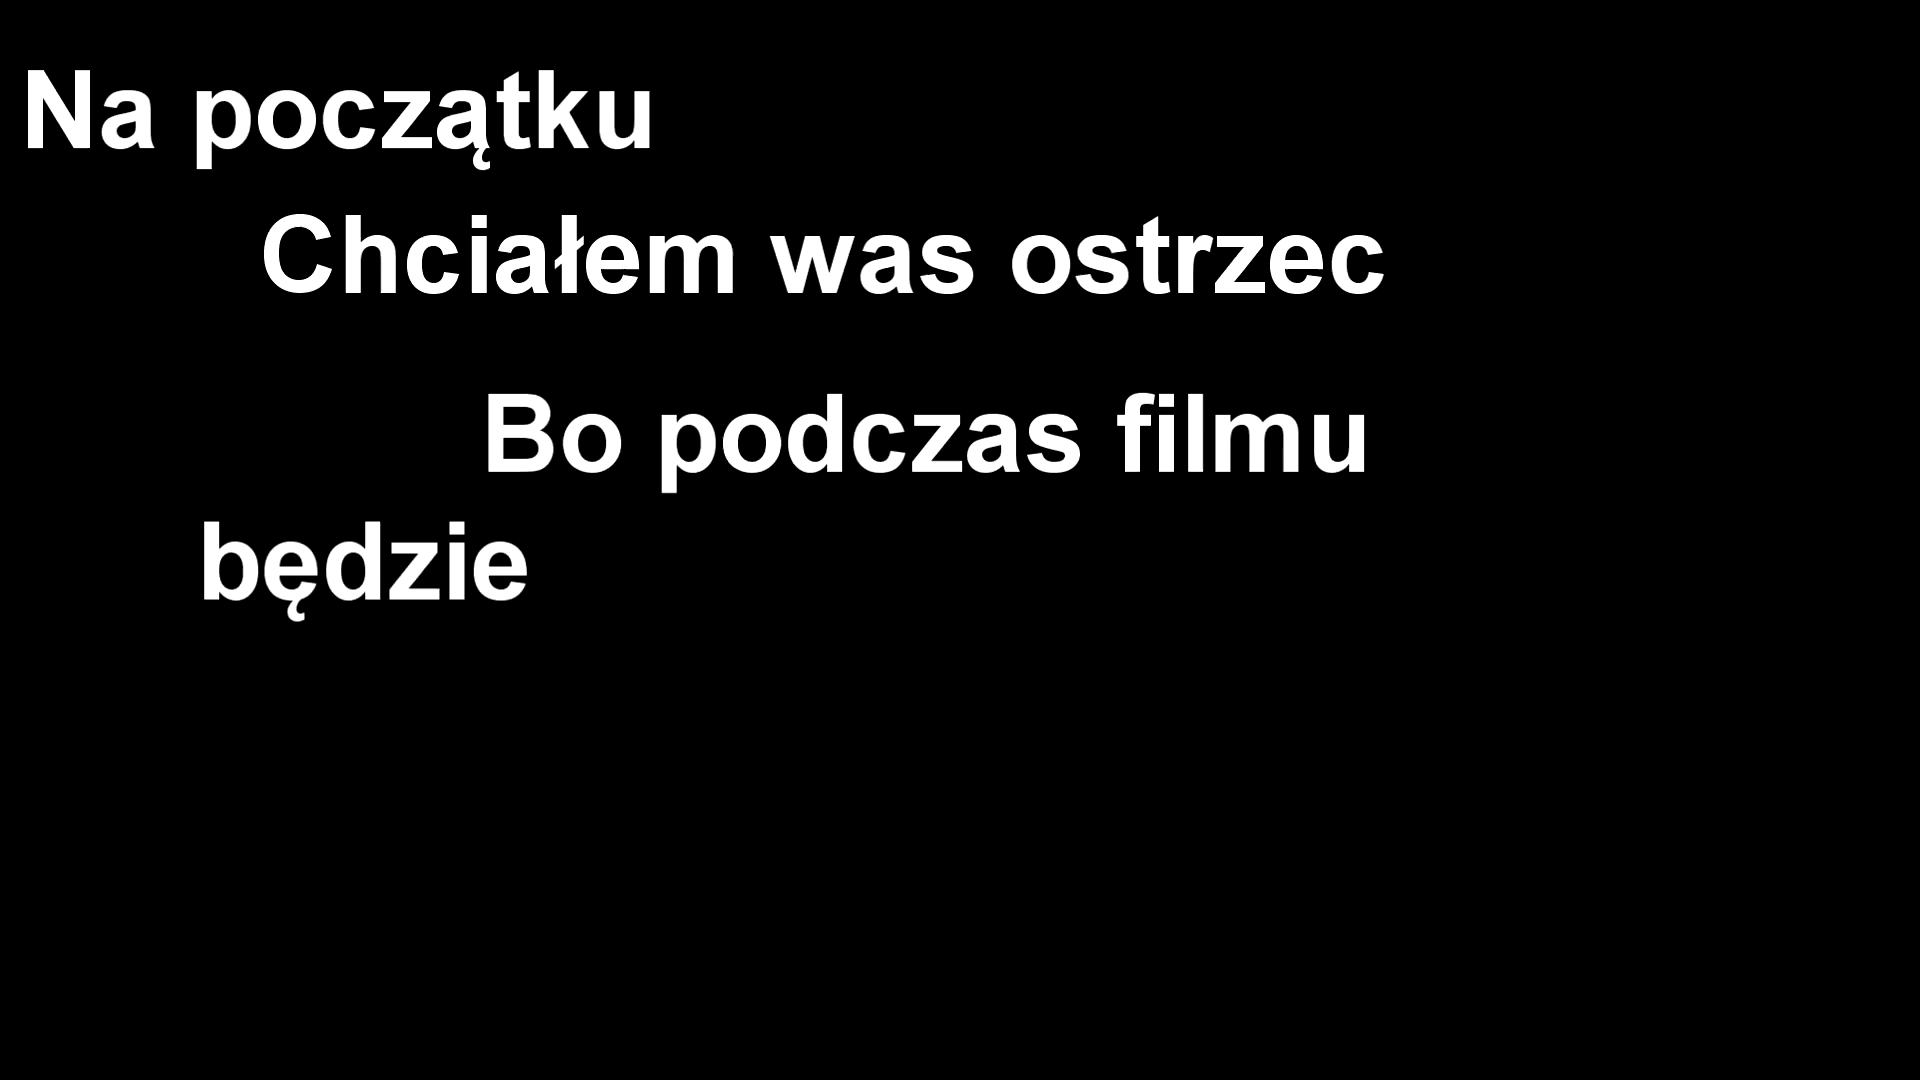 Na początku
Chciałem was ostrzec
Bo podczas filmu
będzie